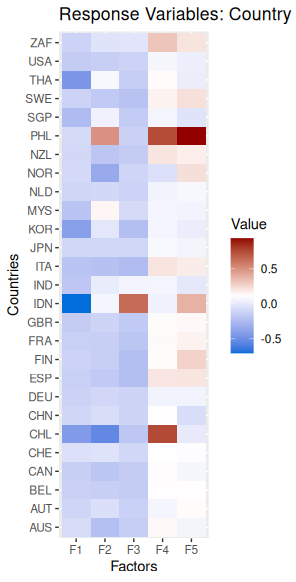 Response Variables: Country
ZAF
USA
THA
SWE
SGP
PHL
NZL
NOR
NLD
MYS
KOR
JPN
ITA
IND
IDN
GBR
FRA
FIN
ESP
DEU
CHN
CHL
CHE
CAN
BEL
AUT
AUS
Countries
F1 F2 F3 F4 F5
Factors
Value
0.5
0.0
-0.5